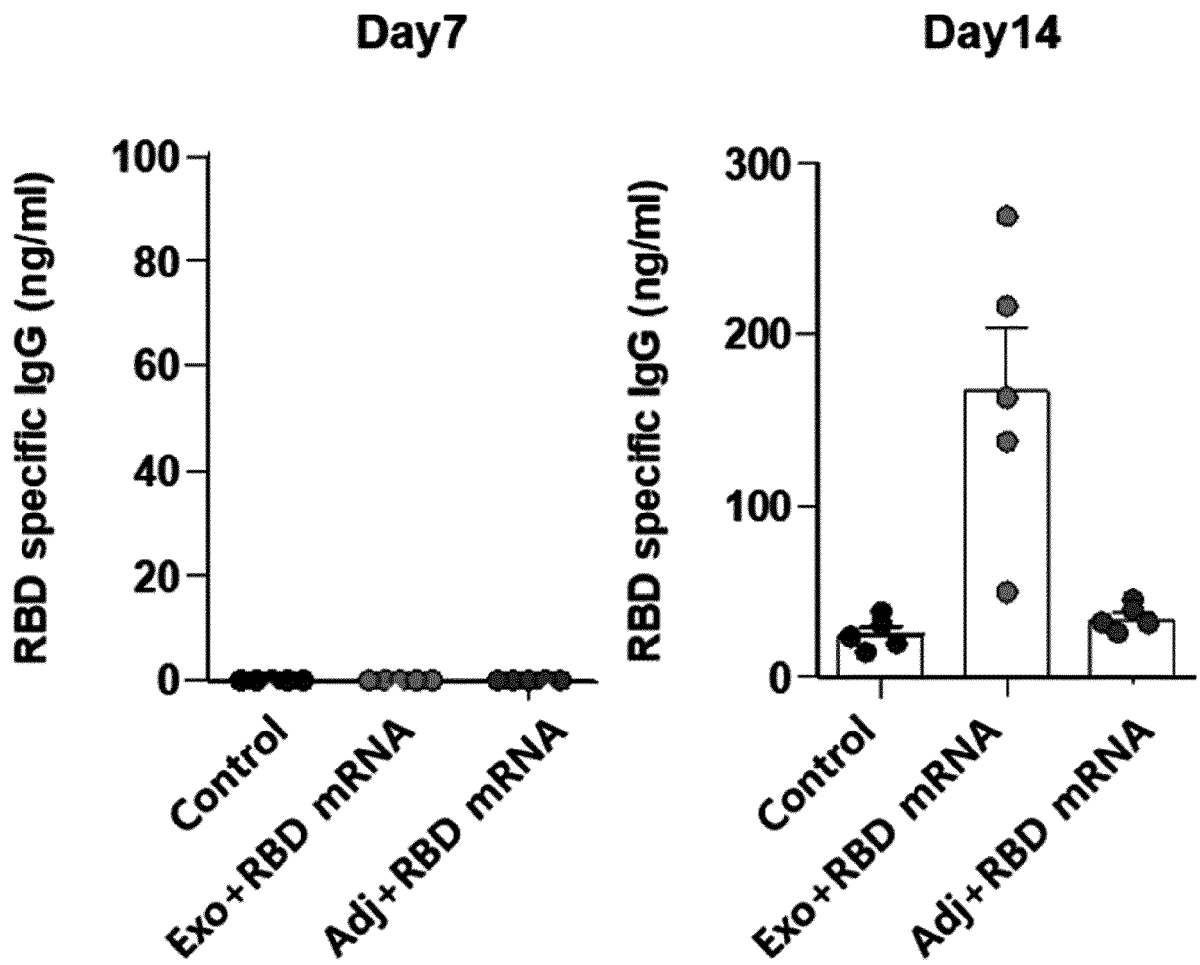 Day7
RBD specific IgG (ng/ml)
100
80
60
40
20
0
Control
Exo+RBD mRNA
Adj+RBD mRNA
Day14
RBD specific IgG (ng/ml)
300
200
100
0
Control
Exo+RBD mRNA
Adj+RBD mRNA